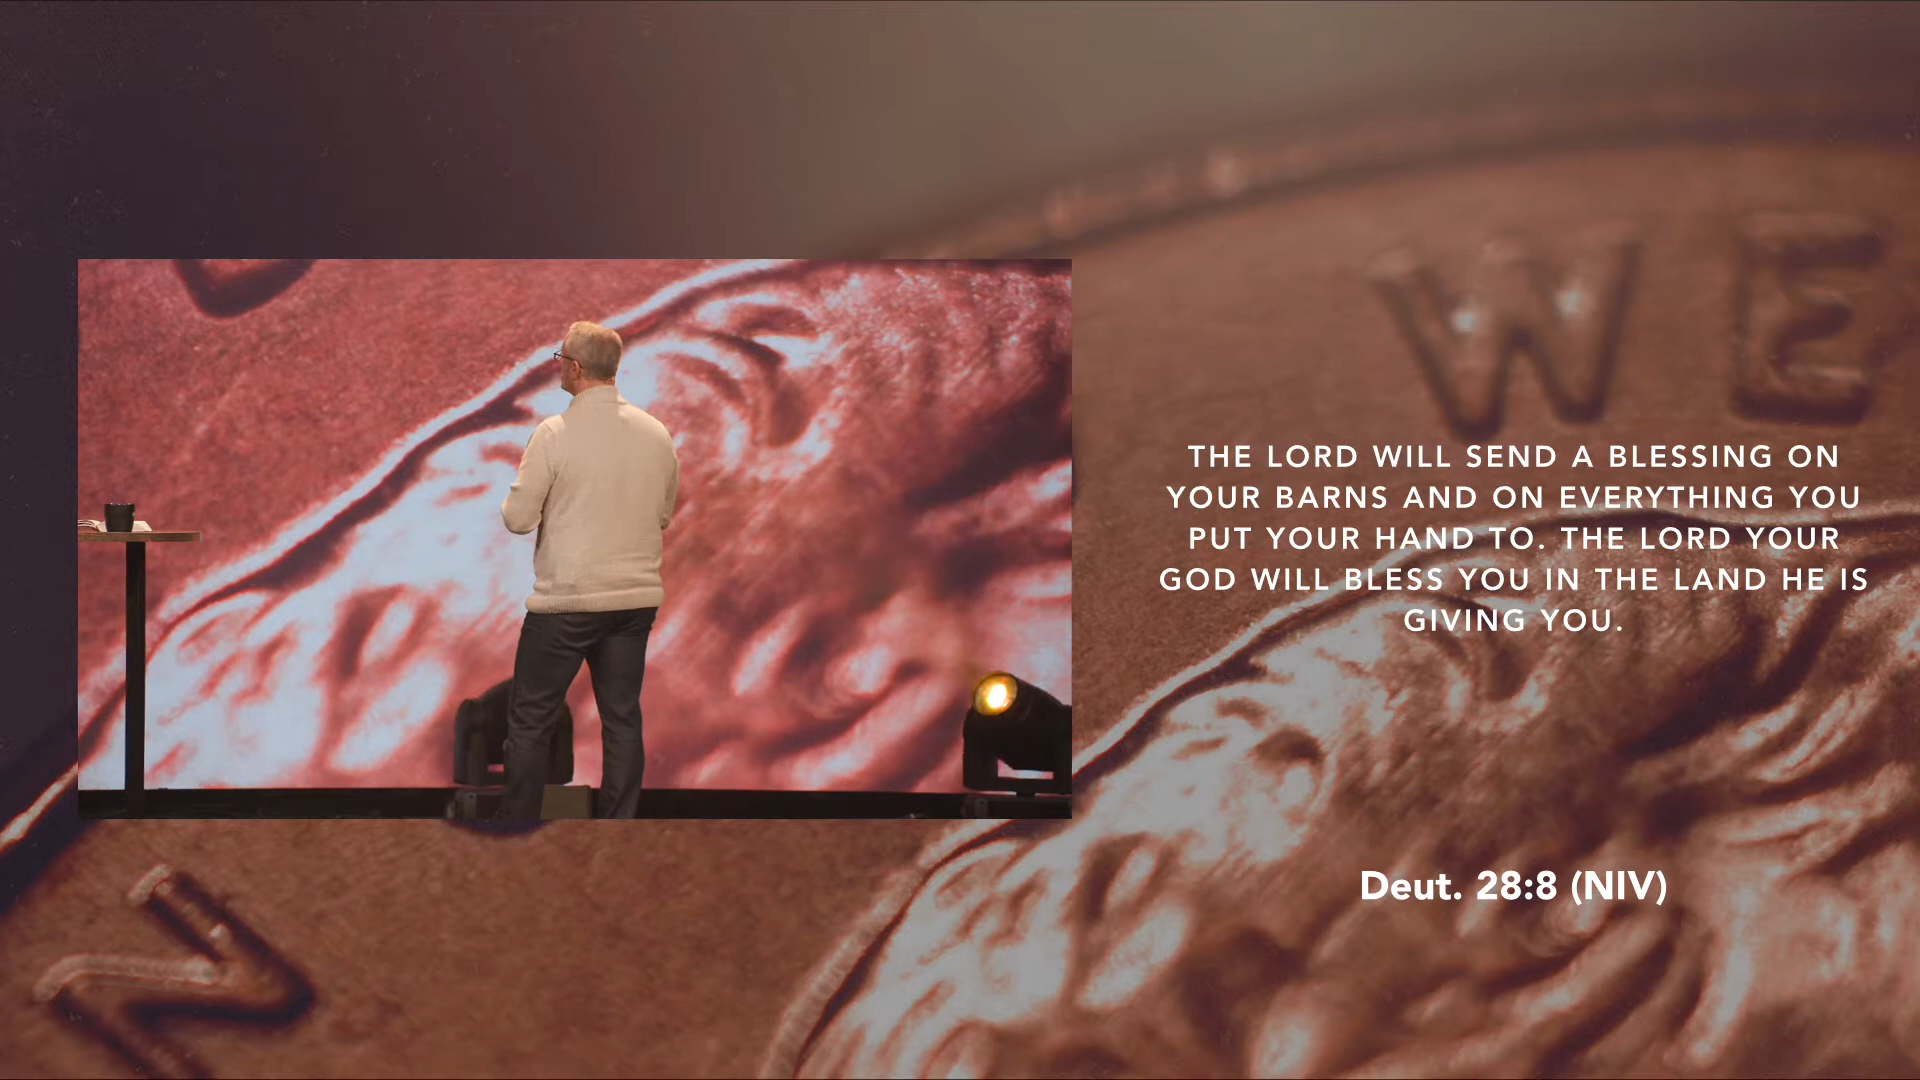 WE
THE LORD WILL SEND A BLESSING ON
YOUR BARNS AND ON EVERYTHING YOU
PUT YOUR HAND TO. THE LORD YOUR
GOD WILL BLESS YOU IN THE LAND HE IS
GIVING YOU.
Deut. 28:8 (NIV)